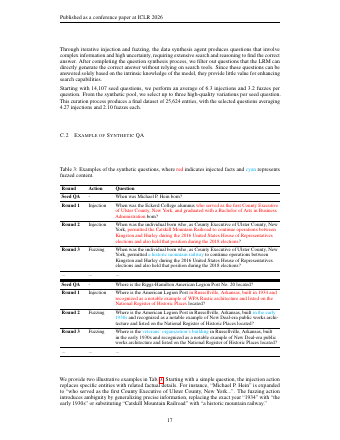 Published as a conference paper at ICLR 2026
Through iterative injection and fuzzing, the data synthesis agent produces questions that involve
complex information and high uncertainty, requiring extensive search and reasoning to find the correct
answer. After completing the question synthesis process, we filter out questions that the LRM can
directly generate the correct answer without relying on search tools. Since these questions can be
answered solely based on the intrinsic knowledge of the model, they provide little value for enhancing
search capabilities.
Starting with 14,107 seed questions, we perform an average of 6.3 injections and 3.2 fuzzes per
question. From the synthetic pool, we select up to three high-quality variations per seed question.
This curation process produces a final dataset of 25,624 entries, with the selected questions averaging
4.27 injections and 2.10 fuzzes each.
C.2 EXAMPLE OF SYNTHETIC QA
Table 3: Examples of the synthetic questions, where red indicates injected facts and cyan represents
fuzzed content.
Round Action Question
Seed QA - When was Michael P. Hein born?
Round 1 Injection When was the Eckerd College alumnus who served as the first County Executive
of Ulster County, New York, and graduated with a Bachelor of Arts in Business
Administration born?
Round 2 Injection When was the individual born who, as County Executive of Ulster County, New
York, permitted the Catskill Mountain Railroad to continue operations between
Kingston and Hurley during the 2016 United States House of Representatives
elections and also held that position during the 2018 elections?
Round 3 Fuzzing When was the individual born who, as County Executive of Ulster County, New
York, permitted a historic mountain railway to continue operations between
Kingston and Hurley during the 2016 United States House of Representatives
elections and also held that position during the 2018 elections?
... ... ...
Seed QA - Where is the Riggs-Hamilton American Legion Post No. 20 located?
Round 1 Injection Where is the American Legion Post in Russellville, Arkansas, built in 1934 and
recognized as a notable example of WPA Rustic architecture and listed on the
National Register of Historic Places located?
Round 2 Fuzzing Where is the American Legion Post in Russellville, Arkansas, built in the early
1930s and recognized as a notable example of New Deal-era public works archi-
tecture and listed on the National Register of Historic Places located?
Round 3 Fuzzing Where is the veterans' organization's building in Russellville, Arkansas, built
in the early 1930s and recognized as a notable example of New Deal-era public
works architecture and listed on the National Register of Historic Places located?
... ... ...
We provide two illustrative examples in Tab. 3. Starting with a simple question, the injection action
replaces specific entities with related factual details. For instance, "Michael P. Hein" is expanded
to "who served as the first County Executive of Ulster County, New York...". The fuzzing action
introduces ambiguity by generalizing precise information, replacing the exact year "1934" with "the
early 1930s" or substituting "Catskill Mountain Railroad" with "a historic mountain railway."
17